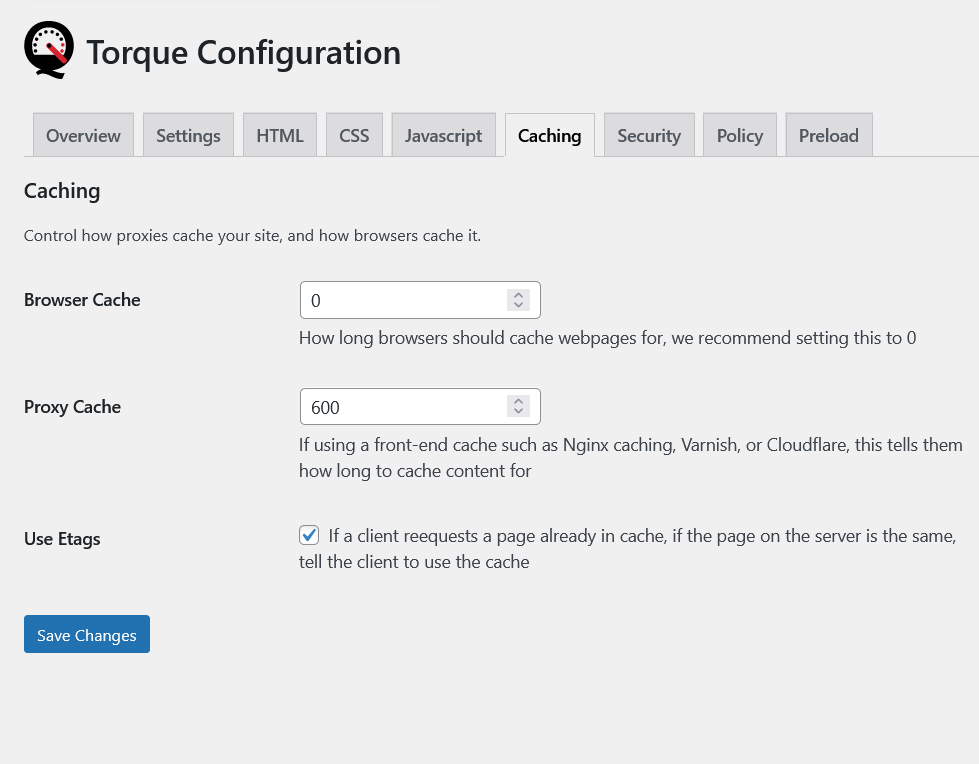 Torque Configuration
Overview Settings HTML CSS Javascript Caching Security Policy Preload
Caching
Control how proxies cache your site, and how browsers cache it.
Browser Cache 0
How long browsers should cache webpages for, we recommend setting this to 0
Proxy Cache 600
If using a front-end cache such as Nginx caching, Varnish, or Cloudflare, this tells them
how long to cache content for
Use Etags If a client reequests a page already in cache, if the page on the server is the same,
tell the client to use the cache
Save Changes